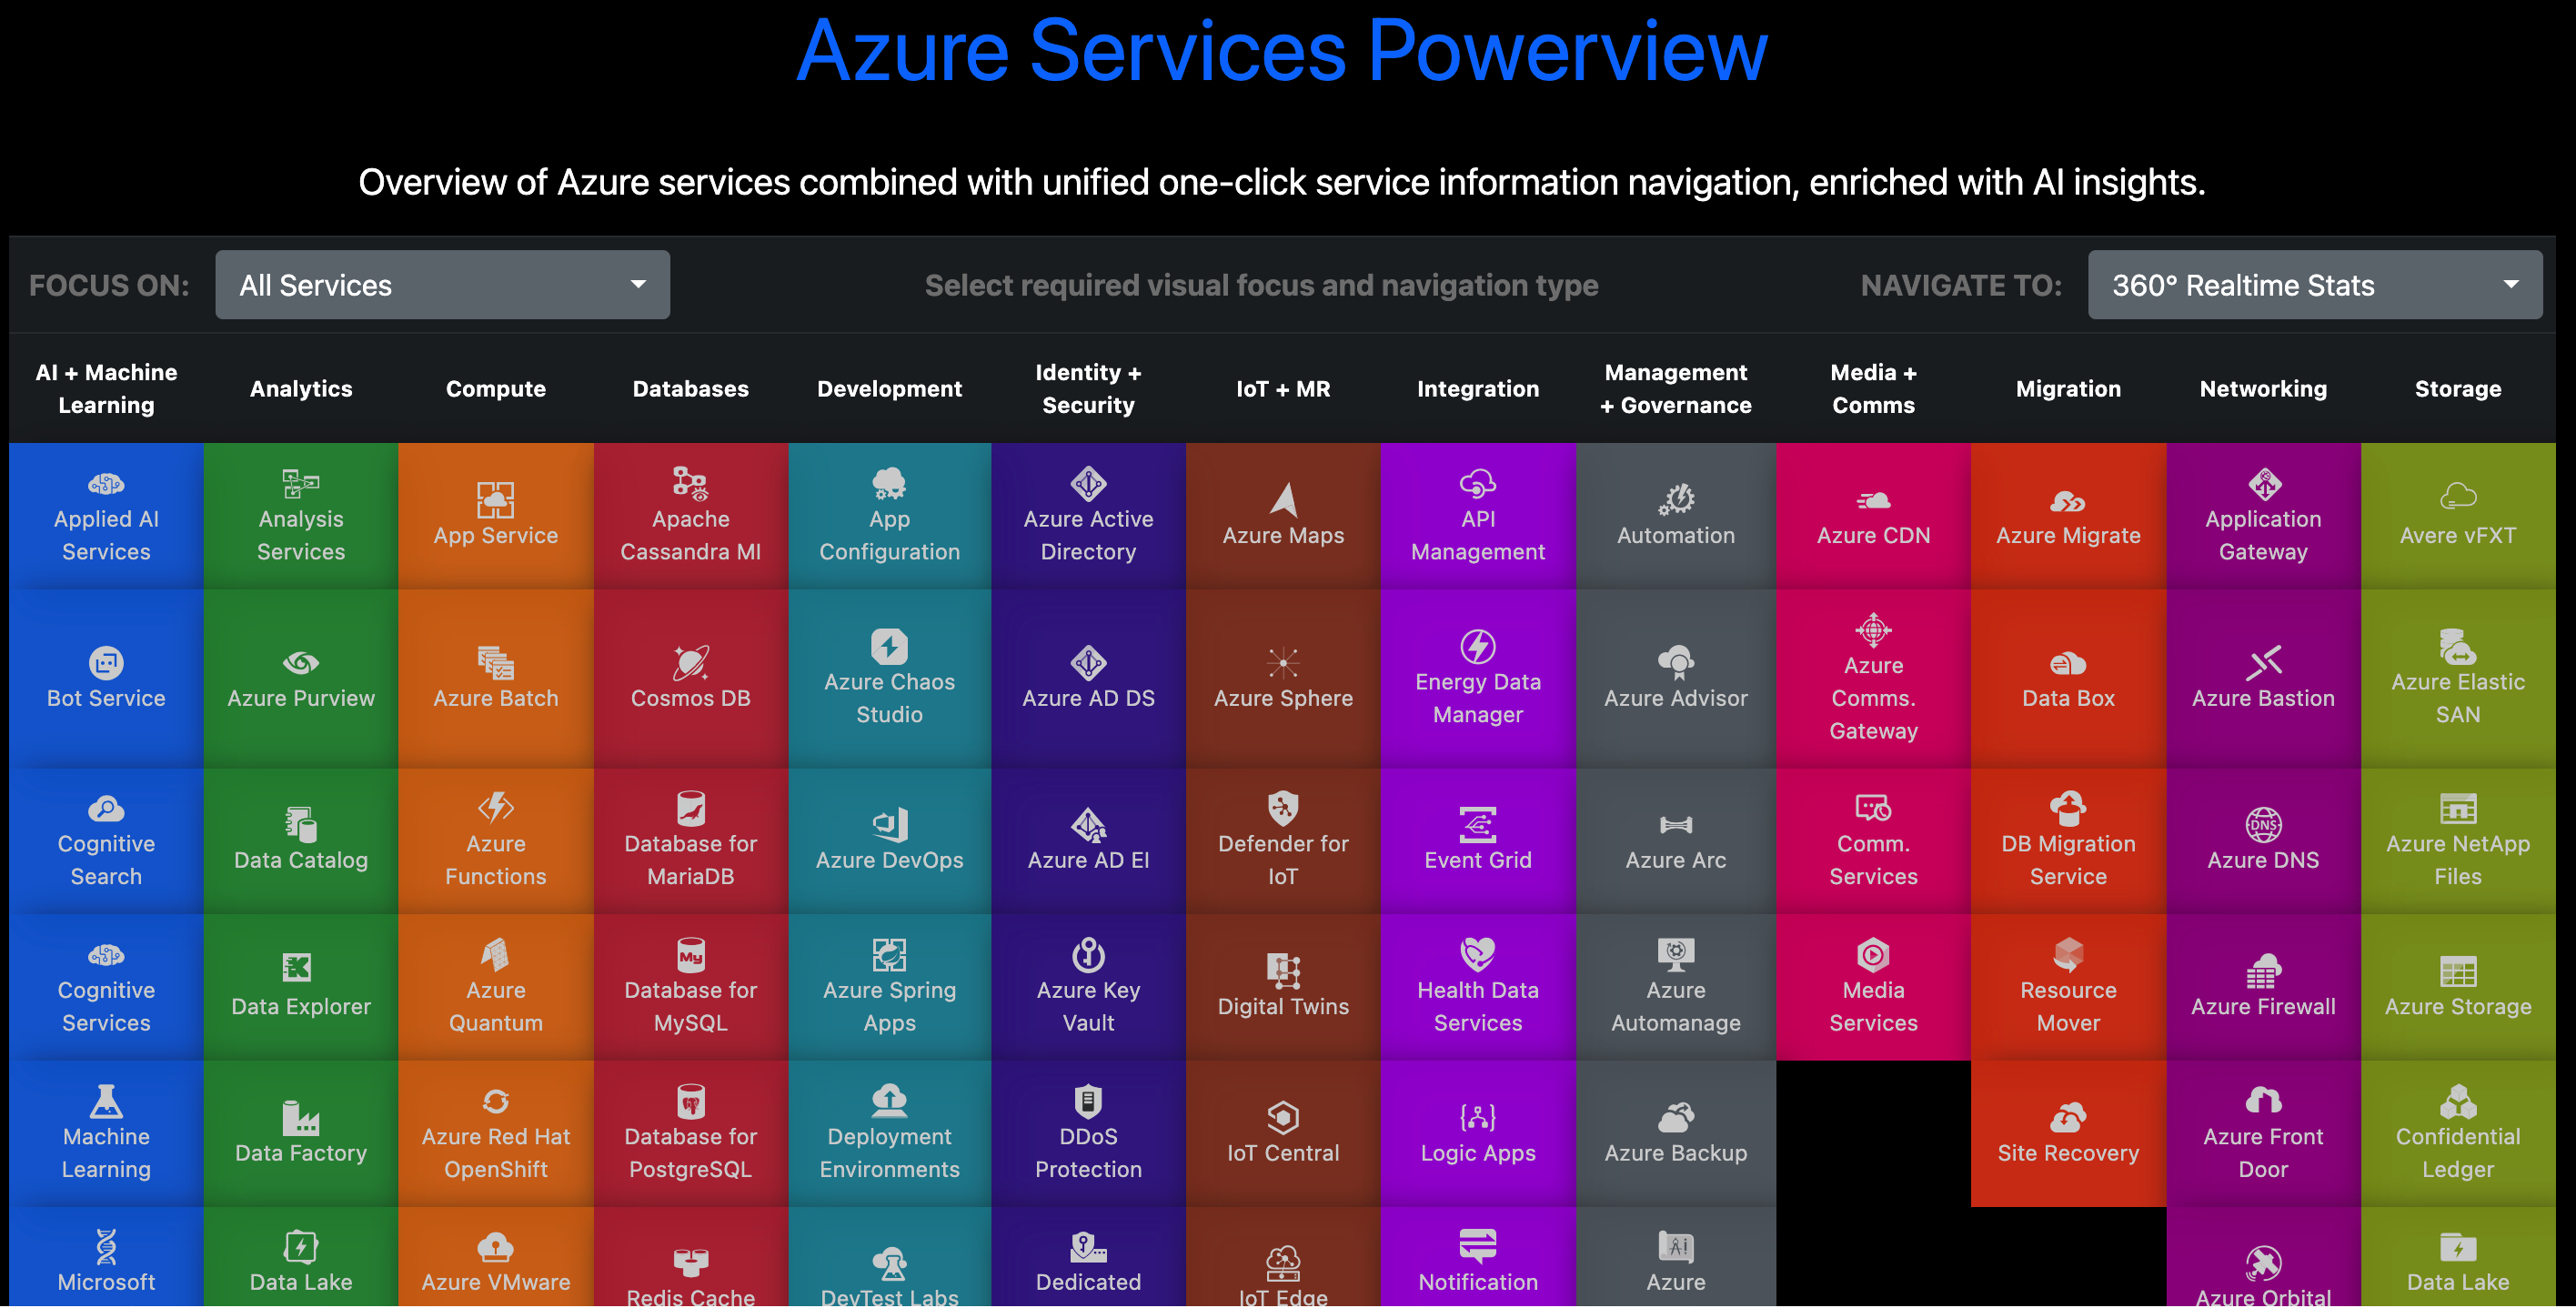 Azure Services Powerview
Overview of Azure services combined with unified one-click service information navigation, enriched with AI insights.
FOCUS ON:
All Services
Select required visual focus and navigation type
NAVIGATE TO:
360° Realtime Stats
AI + Machine
Learning
Analytics
Compute
Databases
Development
Identity +
Security
IoT + MR
Integration
Management
+ Governance
Media +
Comms
Migration
Networking
Storage
Applied AI
Services
Analysis
Services
App Service
Apache
Cassandra MI
App
Configuration
Azure Active
Directory
Azure Maps
API
Management
Automation
Azure CDN
Azure Migrate
Application
Gateway
Avere vFXT
Bot Service
Azure Purview
Azure Batch
Cosmos DB
Azure Chaos
Studio
Azure AD DS
Azure Sphere
Energy Data
Manager
Azure Advisor
Azure
Comms.
Gateway
Data Box
Azure Bastion
Azure Elastic
SAN
Cognitive
Search
Data Catalog
Azure
Functions
Database for
MariaDB
Azure DevOps
Azure AD EI
Defender for
IoT
Event Grid
Azure Arc
Comm.
Services
DB Migration
Service
DNS
Azure DNS
Azure NetApp
Files
Cognitive
Services
Data Explorer
Azure
Quantum
My
Database for
MySQL
Azure Spring
Apps
Azure Key
Vault
Digital Twins
Health Data
Services
Azure
Automanage
Media
Services
Resource
Mover
Azure Firewall
Azure Storage
Machine
Learning
Data Factory
Azure Red Hat
OpenShift
Database for
PostgreSQL
Deployment
Environments
DDoS
Protection
IoT Central
Logic Apps
Azure Backup
Site Recovery
Azure Front
Door
Confidential
Ledger
Microsoft
Data Lake
Azure VMware
Redis Cache
DevTest Labs
Dedicated
IoT Edge
Notification
Azure
Azure Orbital
Data Lake